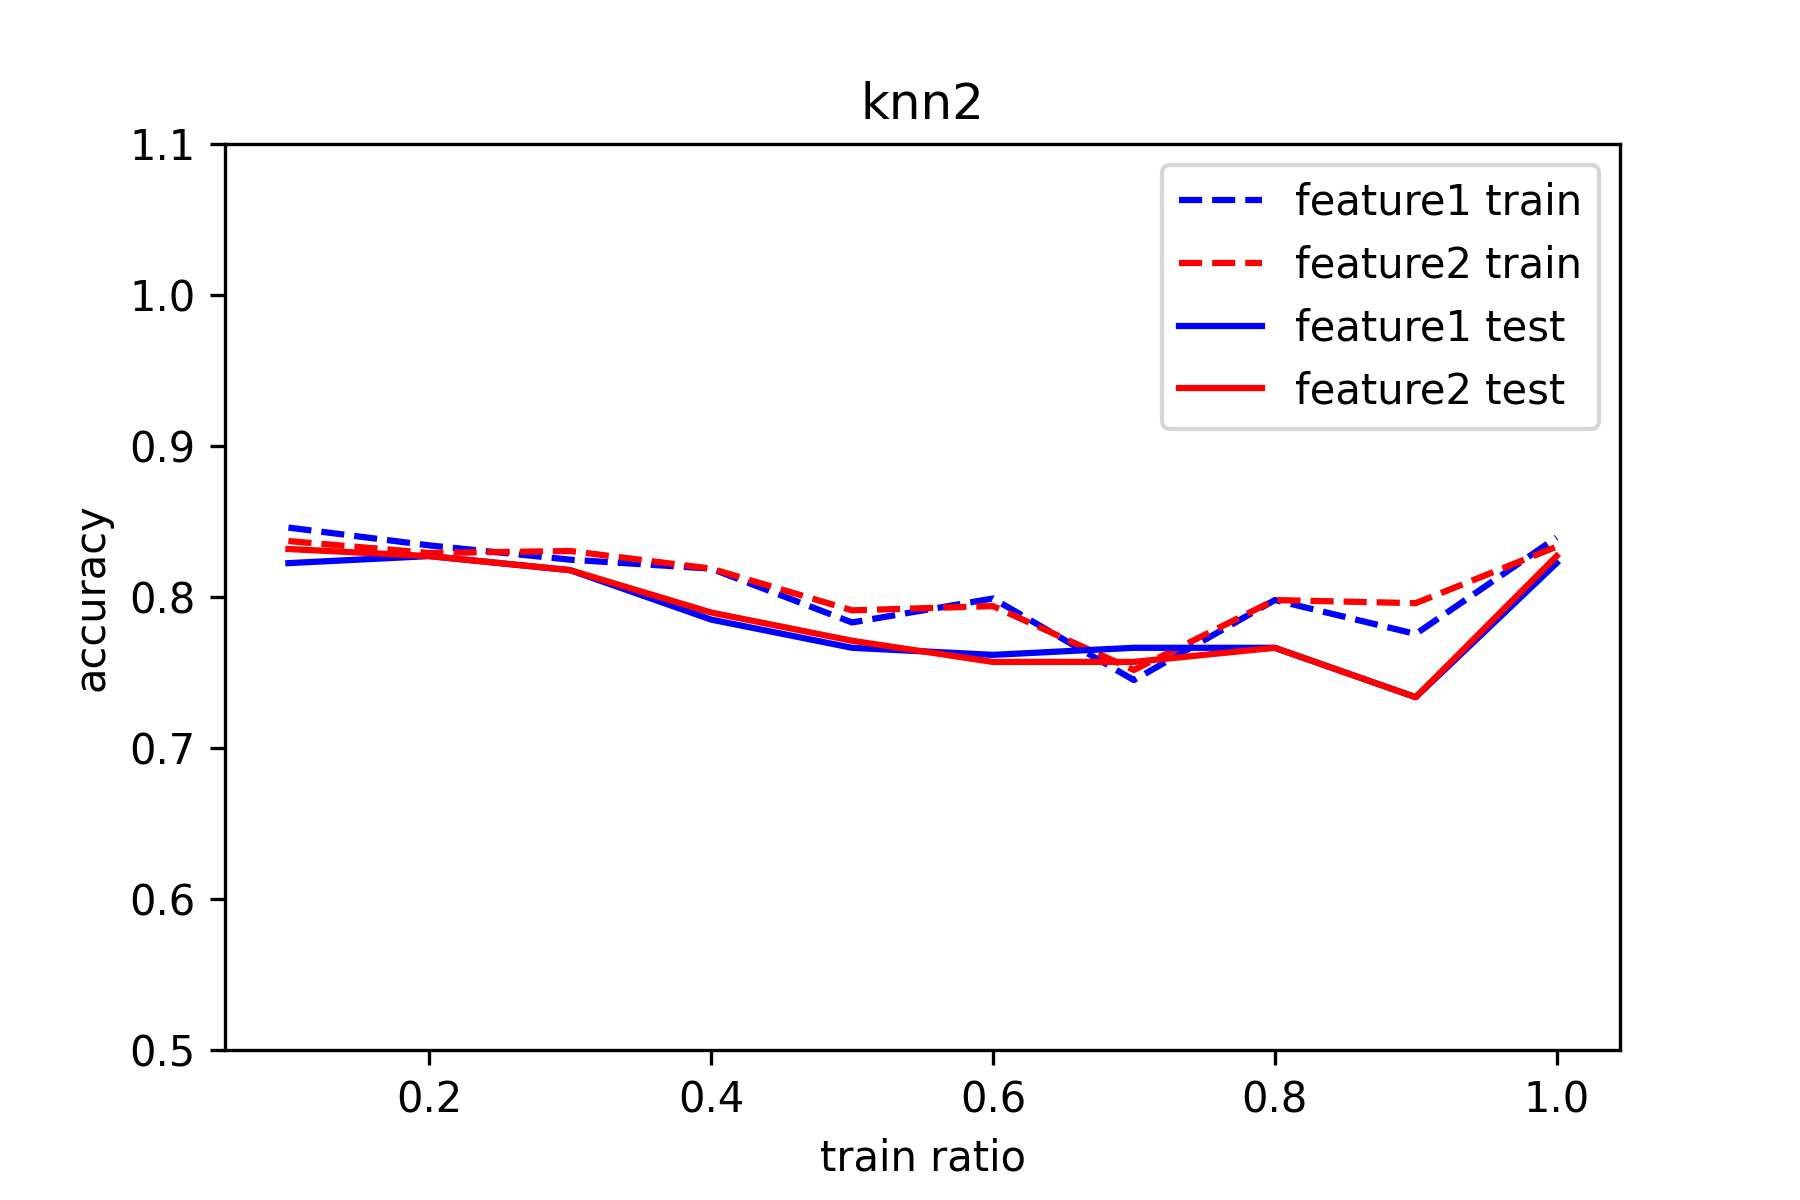 knn2
1.1
1.0
0.9
0.8
0.7
0.6
0.5
accuracy
feature1 train
feature2 train
feature1 test
feature2 test
0.2 0.4 0.6 0.8 1.0
train ratio